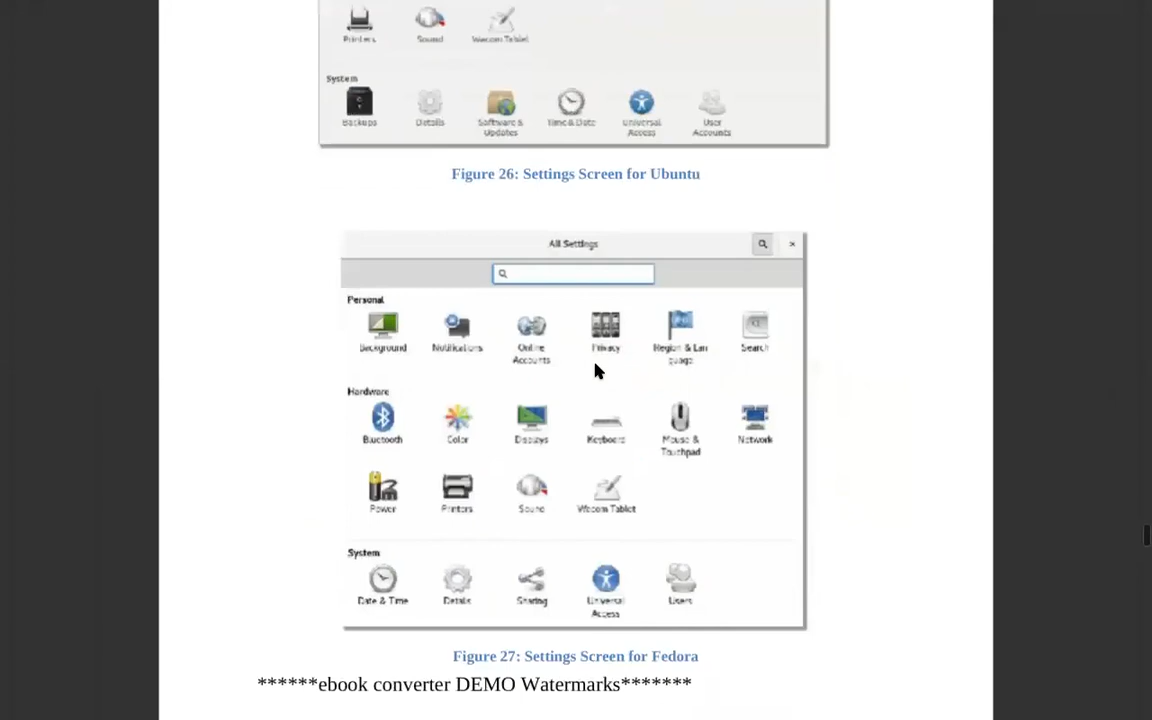 Printers Sound Wacom Tablet
System
Backups Details Software & Time & Date Universal User
Updates Access Accounts
Figure 26: Settings Screen for Ubuntu
All Settings
Personal
Background Notifications Online Privacy Region & Lan Search
Accounts guage
Hardware
Bluetooth Color Displays Keyboard Mouse & Network
Touchpad
Power Printers Sound Wacom Tablet
System
Date & Time Details Sharing Universal Users
Access
Figure 27: Settings Screen for Fedora
******ebook converter DEMO Watermarks*******